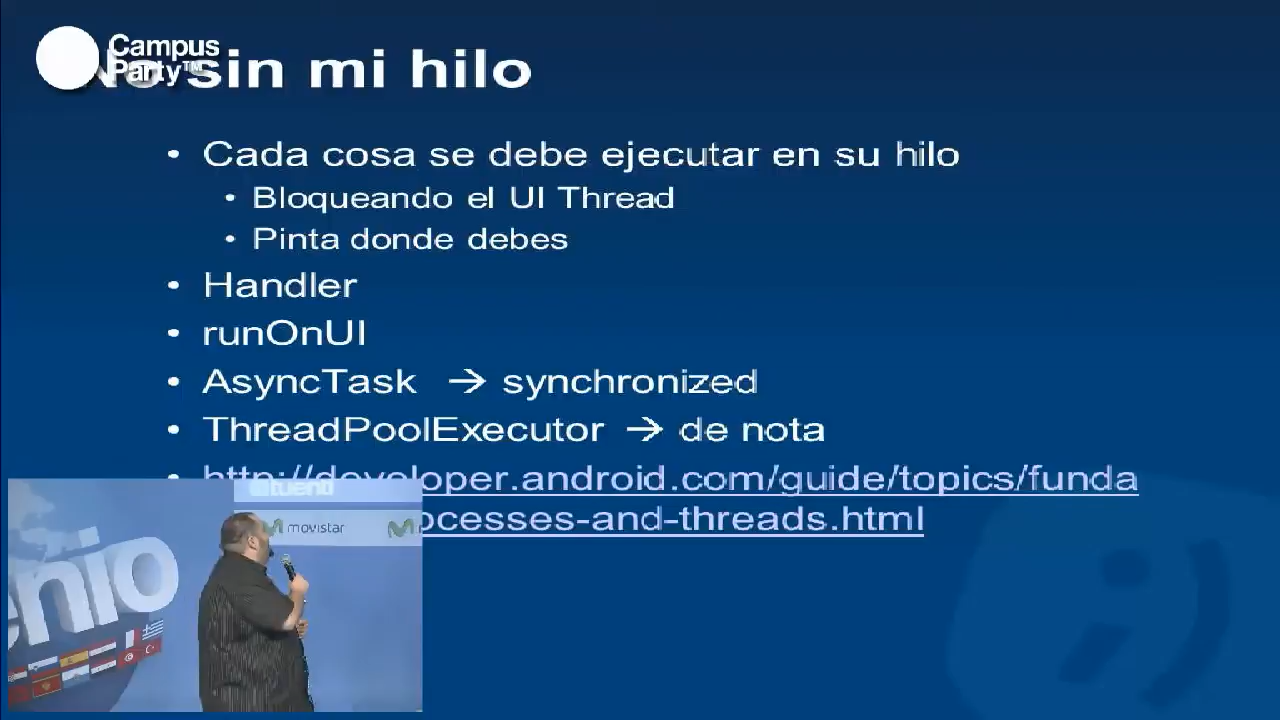 Campus
Party™
No sin mi hilo
• Cada cosa se debe ejecutar en su hilo
• Bloqueando el UI Thread
• Pinta donde debes
• Handler
• runOnUI
• AsyncTask → synchronized
• ThreadPoolExecutor → de nota
• http://developer.android.com/guide/topics/funda
ocesses-and-threads.html
tuenti
movistar
enio